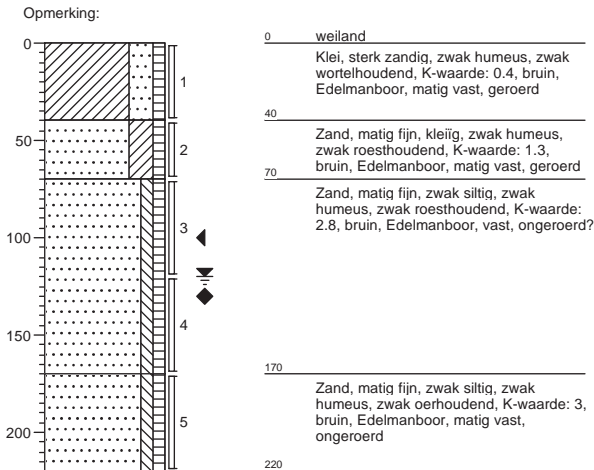 Opmerking:
0
50
100
150
200
1
2
3
4
5
0 weiland
Klei, sterk zandig, zwak humeus, zwak
wortelhoudend, K-waarde: 0.4, bruin,
Edelmanboor, matig vast, geroerd
40
Zand, matig fijn, kleiïg, zwak humeus,
zwak roesthoudend, K-waarde: 1.3,
bruin, Edelmanboor, matig vast, geroerd
70
Zand, matig fijn, zwak siltig, zwak
humeus, zwak roesthoudend, K-waarde:
2.8, bruin, Edelmanboor, vast, ongeroerd?
170
Zand, matig fijn, zwak siltig, zwak
humeus, zwak oerhoudend, K-waarde: 3,
bruin, Edelmanboor, matig vast,
ongeroerd
220